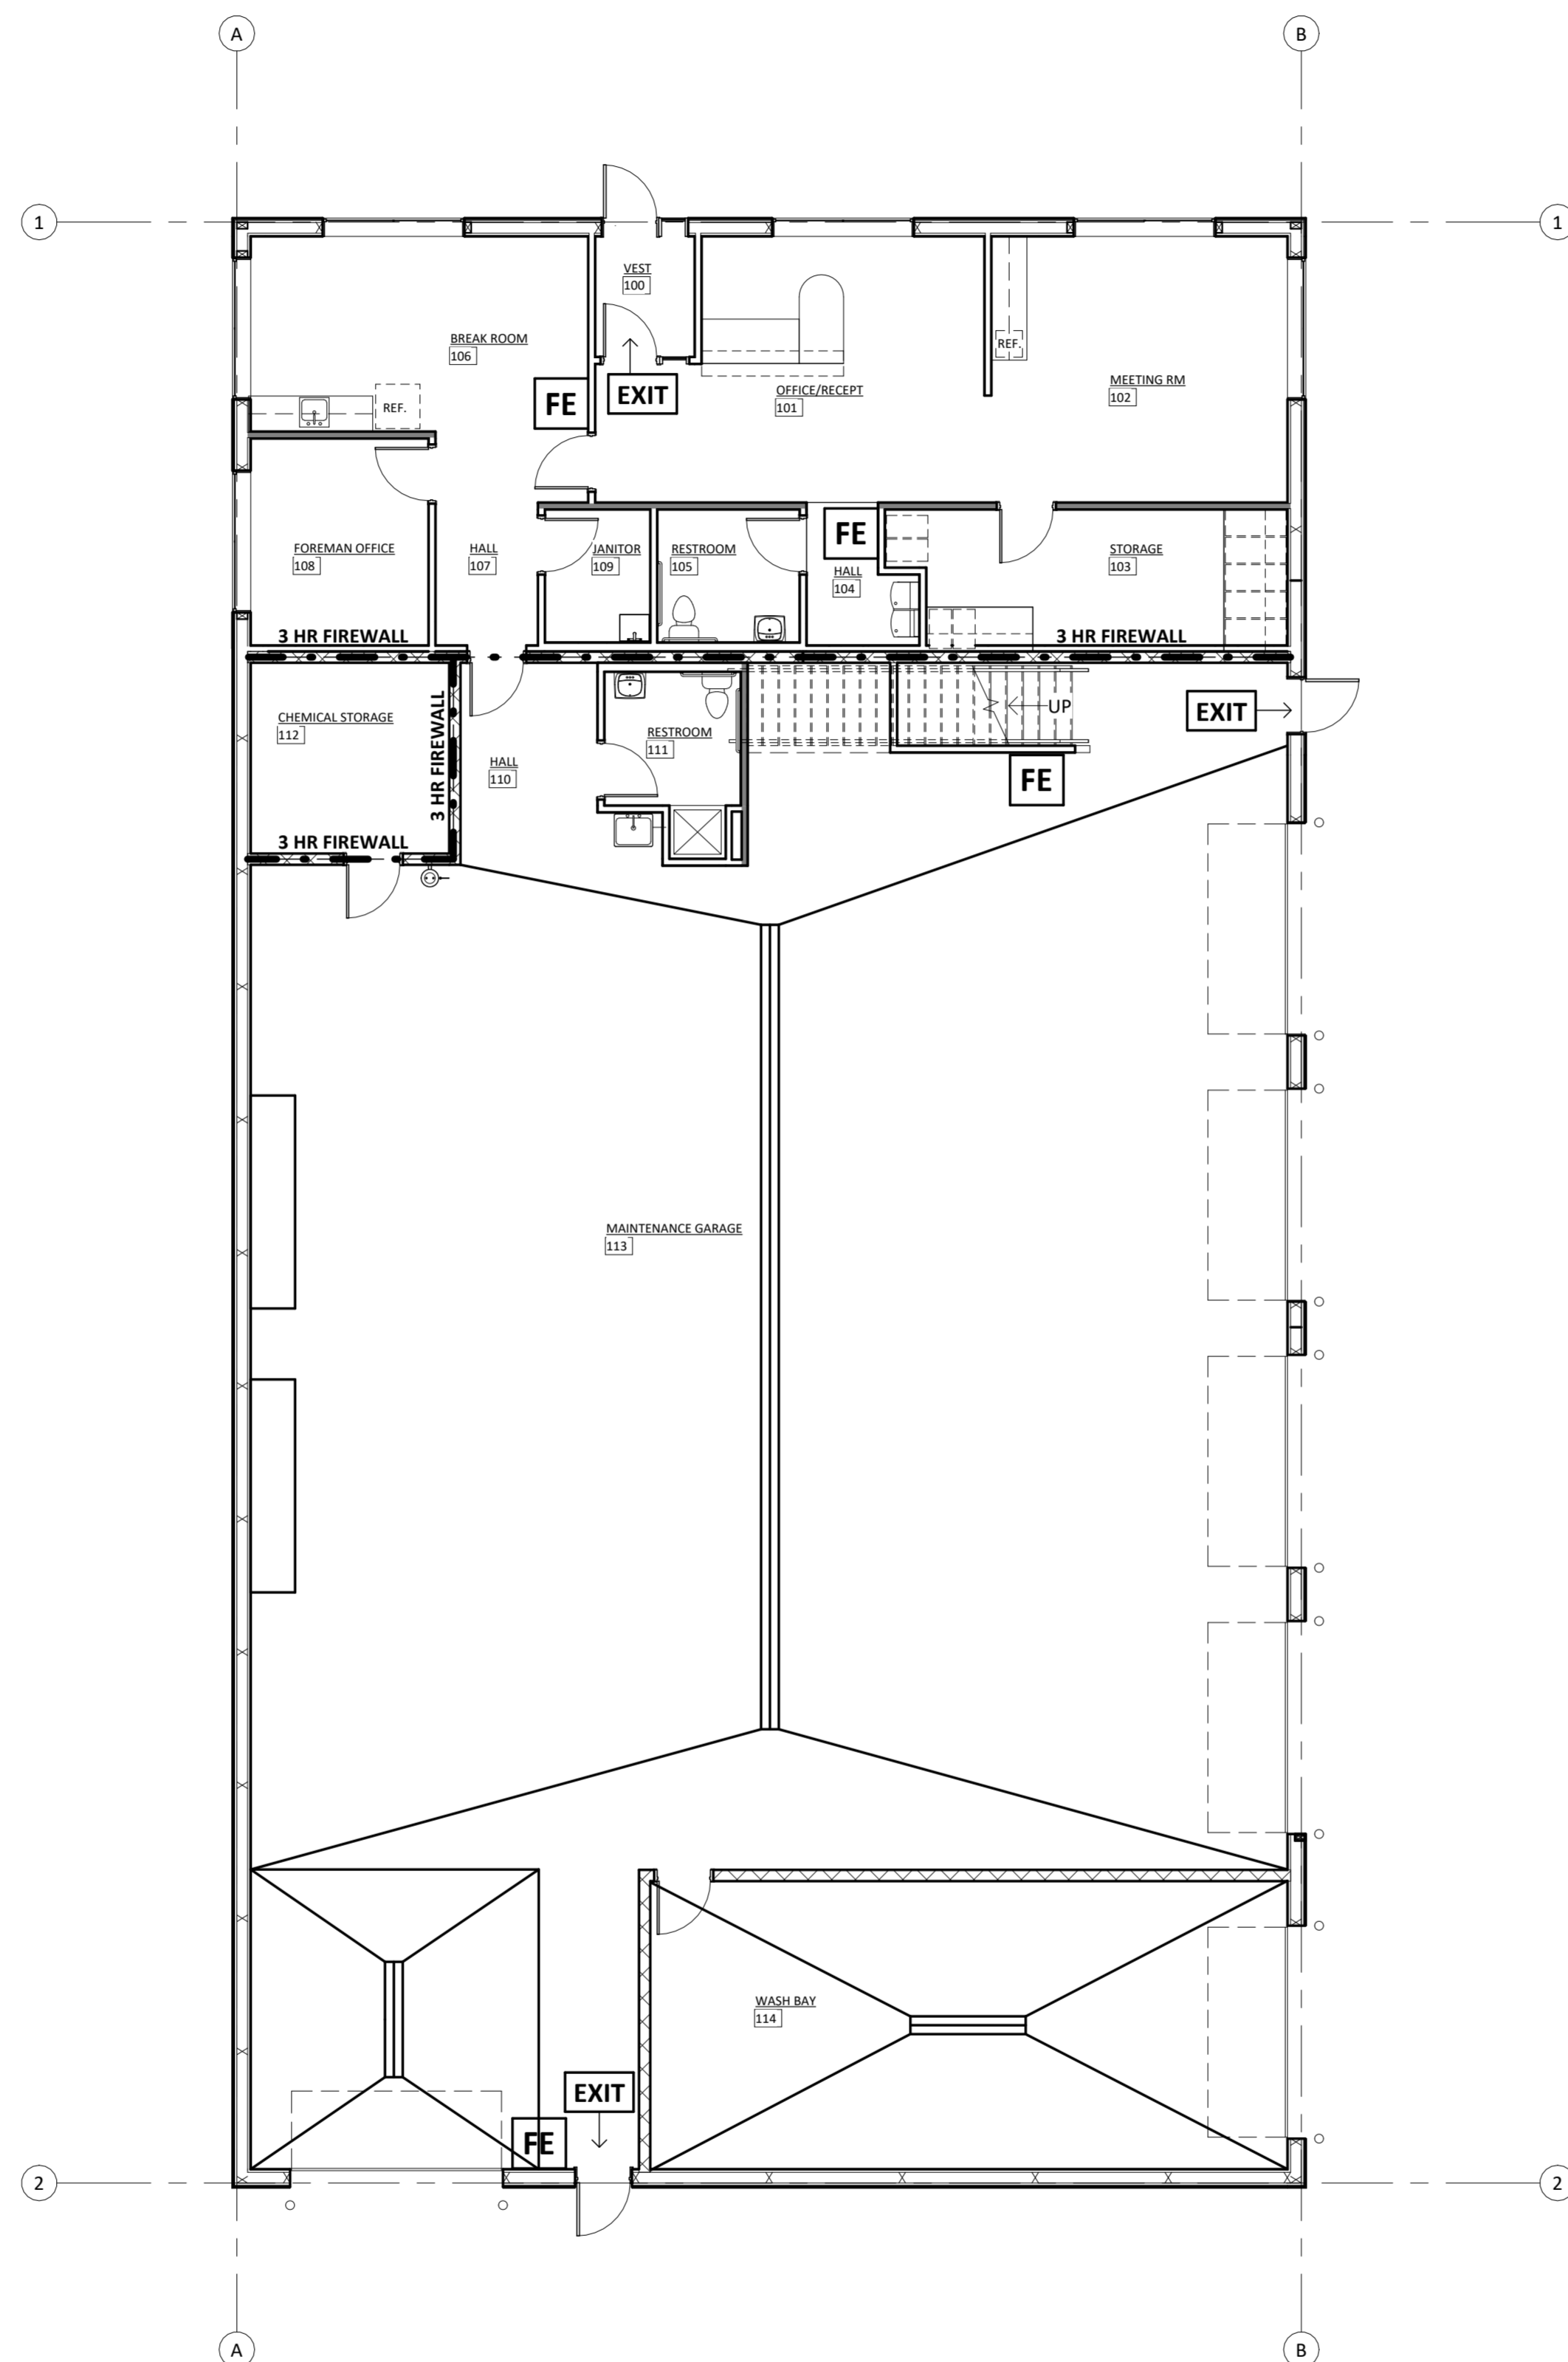 A
B
1
1
VEST
100
BREAK ROOM
106
REF.
MEETING RM
102
OFFICE/RECEPT
101
FE
EXIT
REF.
FE
FOREMAN OFFICE
108
HALL
107
JANITOR
109
RESTROOM
105
HALL
104
STORAGE
103
3 HR FIREWALL
3 HR FIREWALL
CHEMICAL STORAGE
112
3 HR FIREWALL
HALL
110
RESTROOM
111
UP
EXIT
FE
3 HR FIREWALL
MAINTENANCE GARAGE
113
WASH BAY
114
EXIT
FE
2
2
A
B